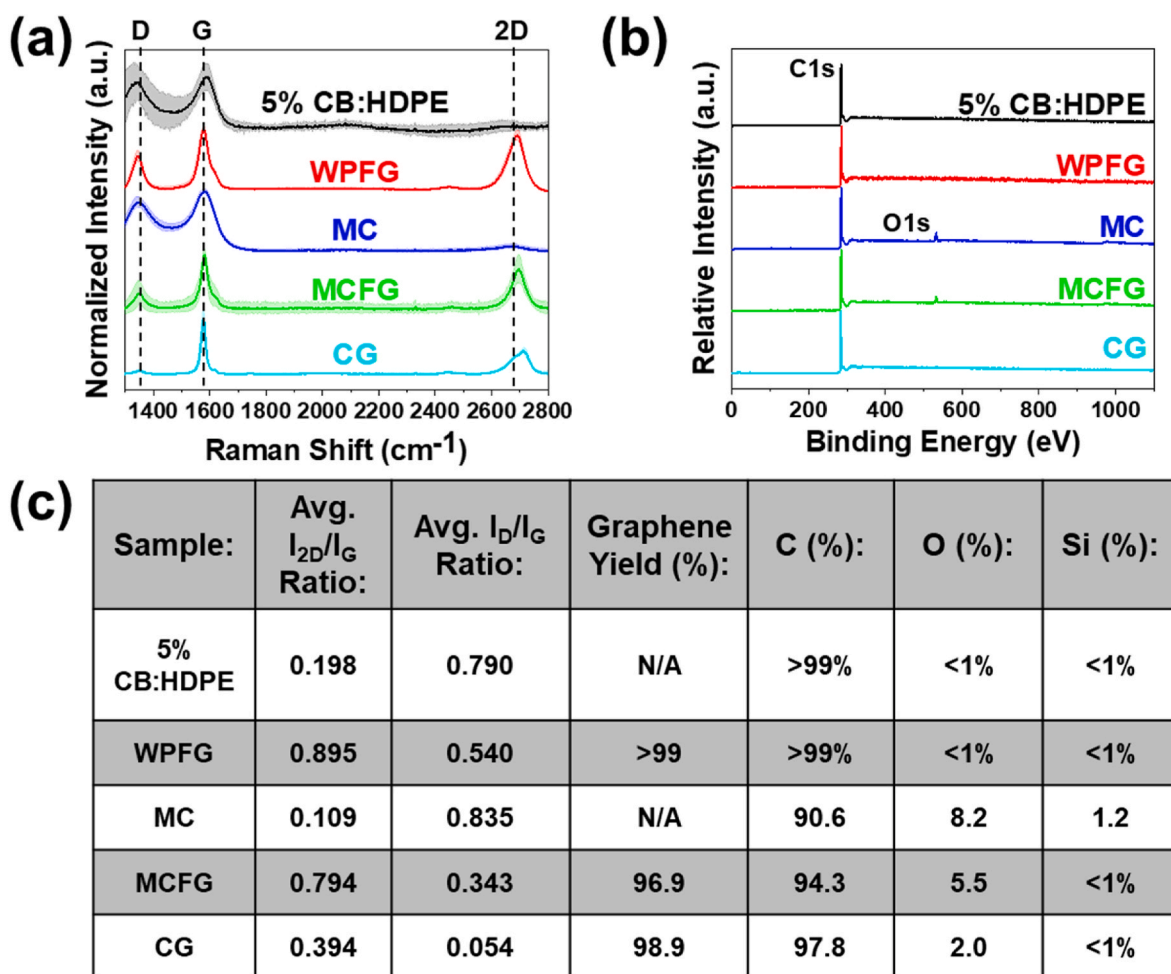 (a)
D G 2D
Normalized Intensity (a.u.)
5% CB:HDPE
WPFG
MC
MCFG
CG
1400 1600 1800 2000 2200 2400 2600 2800
Raman Shift (cm-1)
(b)
Relative Intensity (a.u.)
C1s
5% CB:HDPE
WPFG
O1s
MC
MCFG
CG
0 200 400 600 800 1000
Binding Energy (eV)
(c)
Sample: Avg. I2D/IG Ratio: Avg. ID/IG Ratio: Graphene Yield (%): C (%): O (%): Si (%):
5% CB:HDPE 0.198 0.790 N/A >99% <1% <1%
WPFG 0.895 0.540 >99 >99% <1% <1%
MC 0.109 0.835 N/A 90.6 8.2 1.2
MCFG 0.794 0.343 96.9 94.3 5.5 <1%
CG 0.394 0.054 98.9 97.8 2.0 <1%